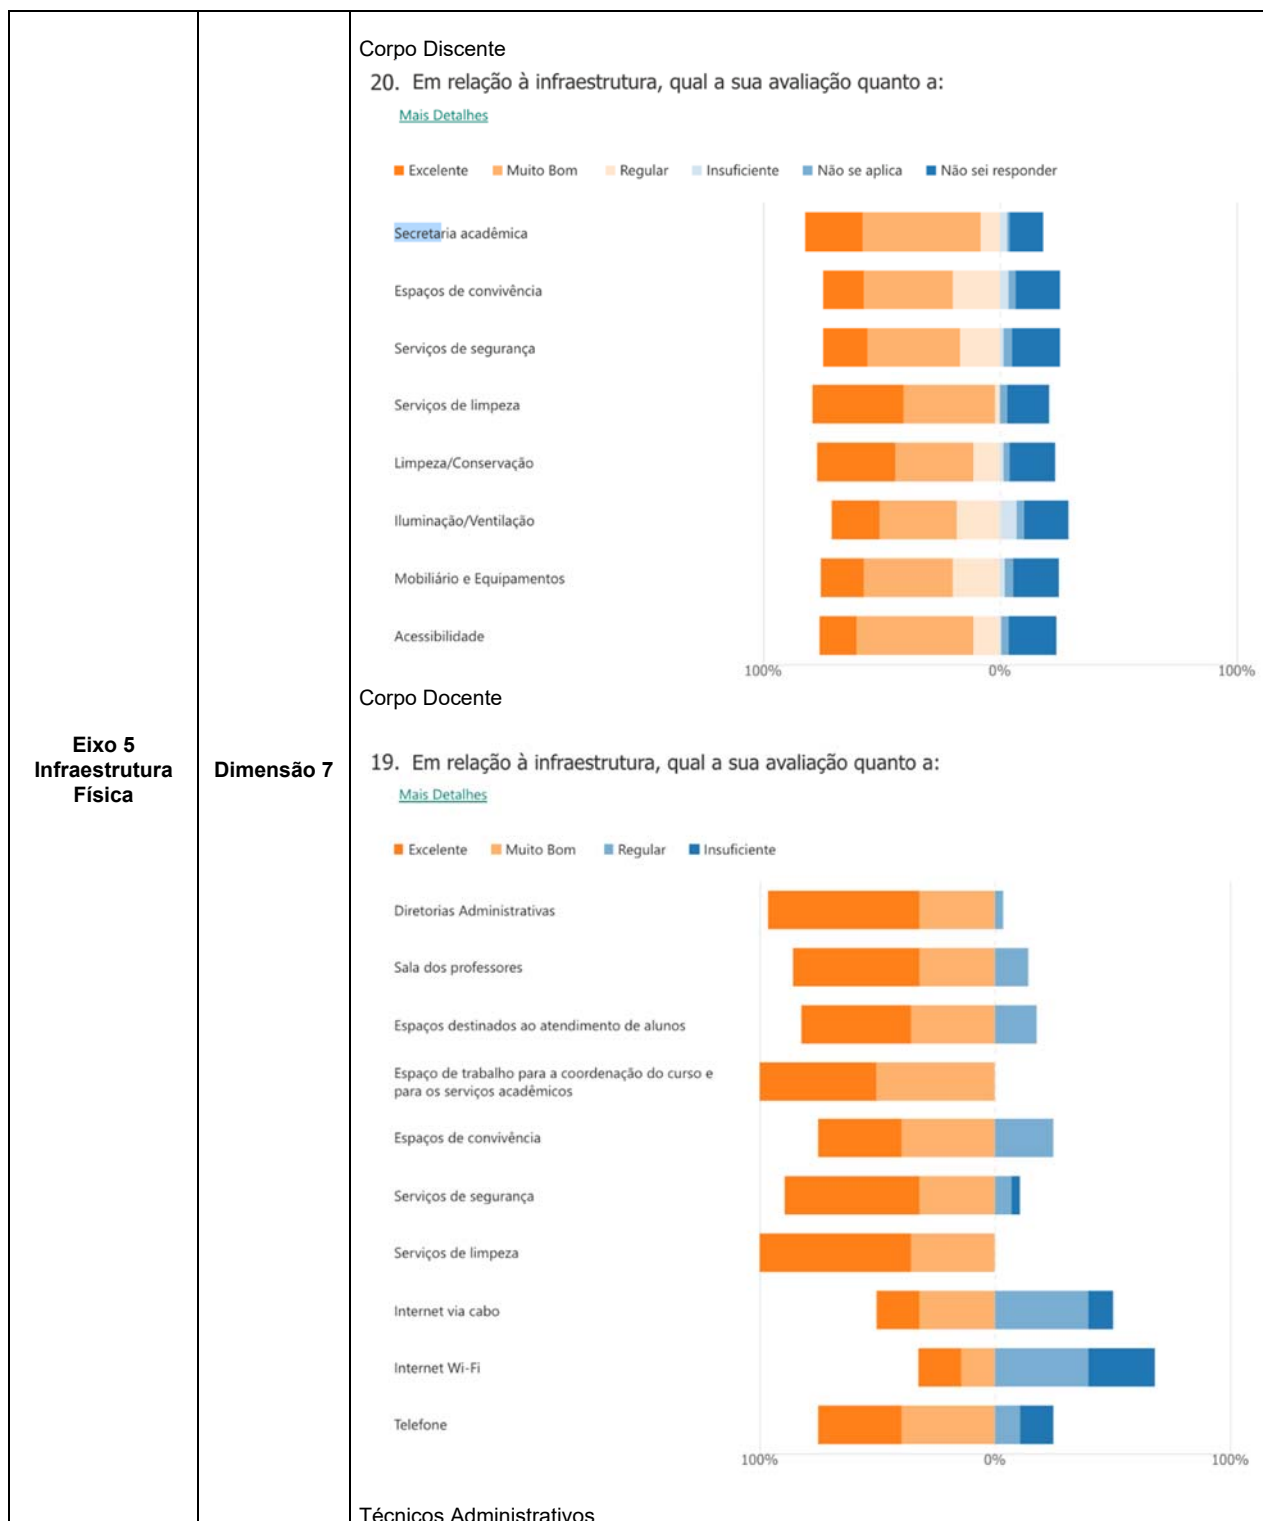 Eixo 5
Infraestrutura
Física
Dimensão 7
Corpo Discente
20. Em relação à infraestrutura, qual a sua avaliação quanto a:
Mais Detalhes
Excelente Muito Bom Regular Insuficiente Não se aplica Não sei responder
Secretaria acadêmica
Espaços de convivência
Serviços de segurança
Serviços de limpeza
Limpeza/Conservação
Iluminação/Ventilação
Mobiliário e Equipamentos
Acessibilidade
100% 0% 100%
Corpo Docente
19. Em relação à infraestrutura, qual a sua avaliação quanto a:
Mais Detalhes
Excelente Muito Bom Regular Insuficiente
Diretorias Administrativas
Sala dos professores
Espaços destinados ao atendimento de alunos
Espaço de trabalho para a coordenação do curso e
para os serviços acadêmicos
Espaços de convivência
Serviços de segurança
Serviços de limpeza
Internet via cabo
Internet Wi-Fi
Telefone
100% 0% 100%
Técnicos Administrativos